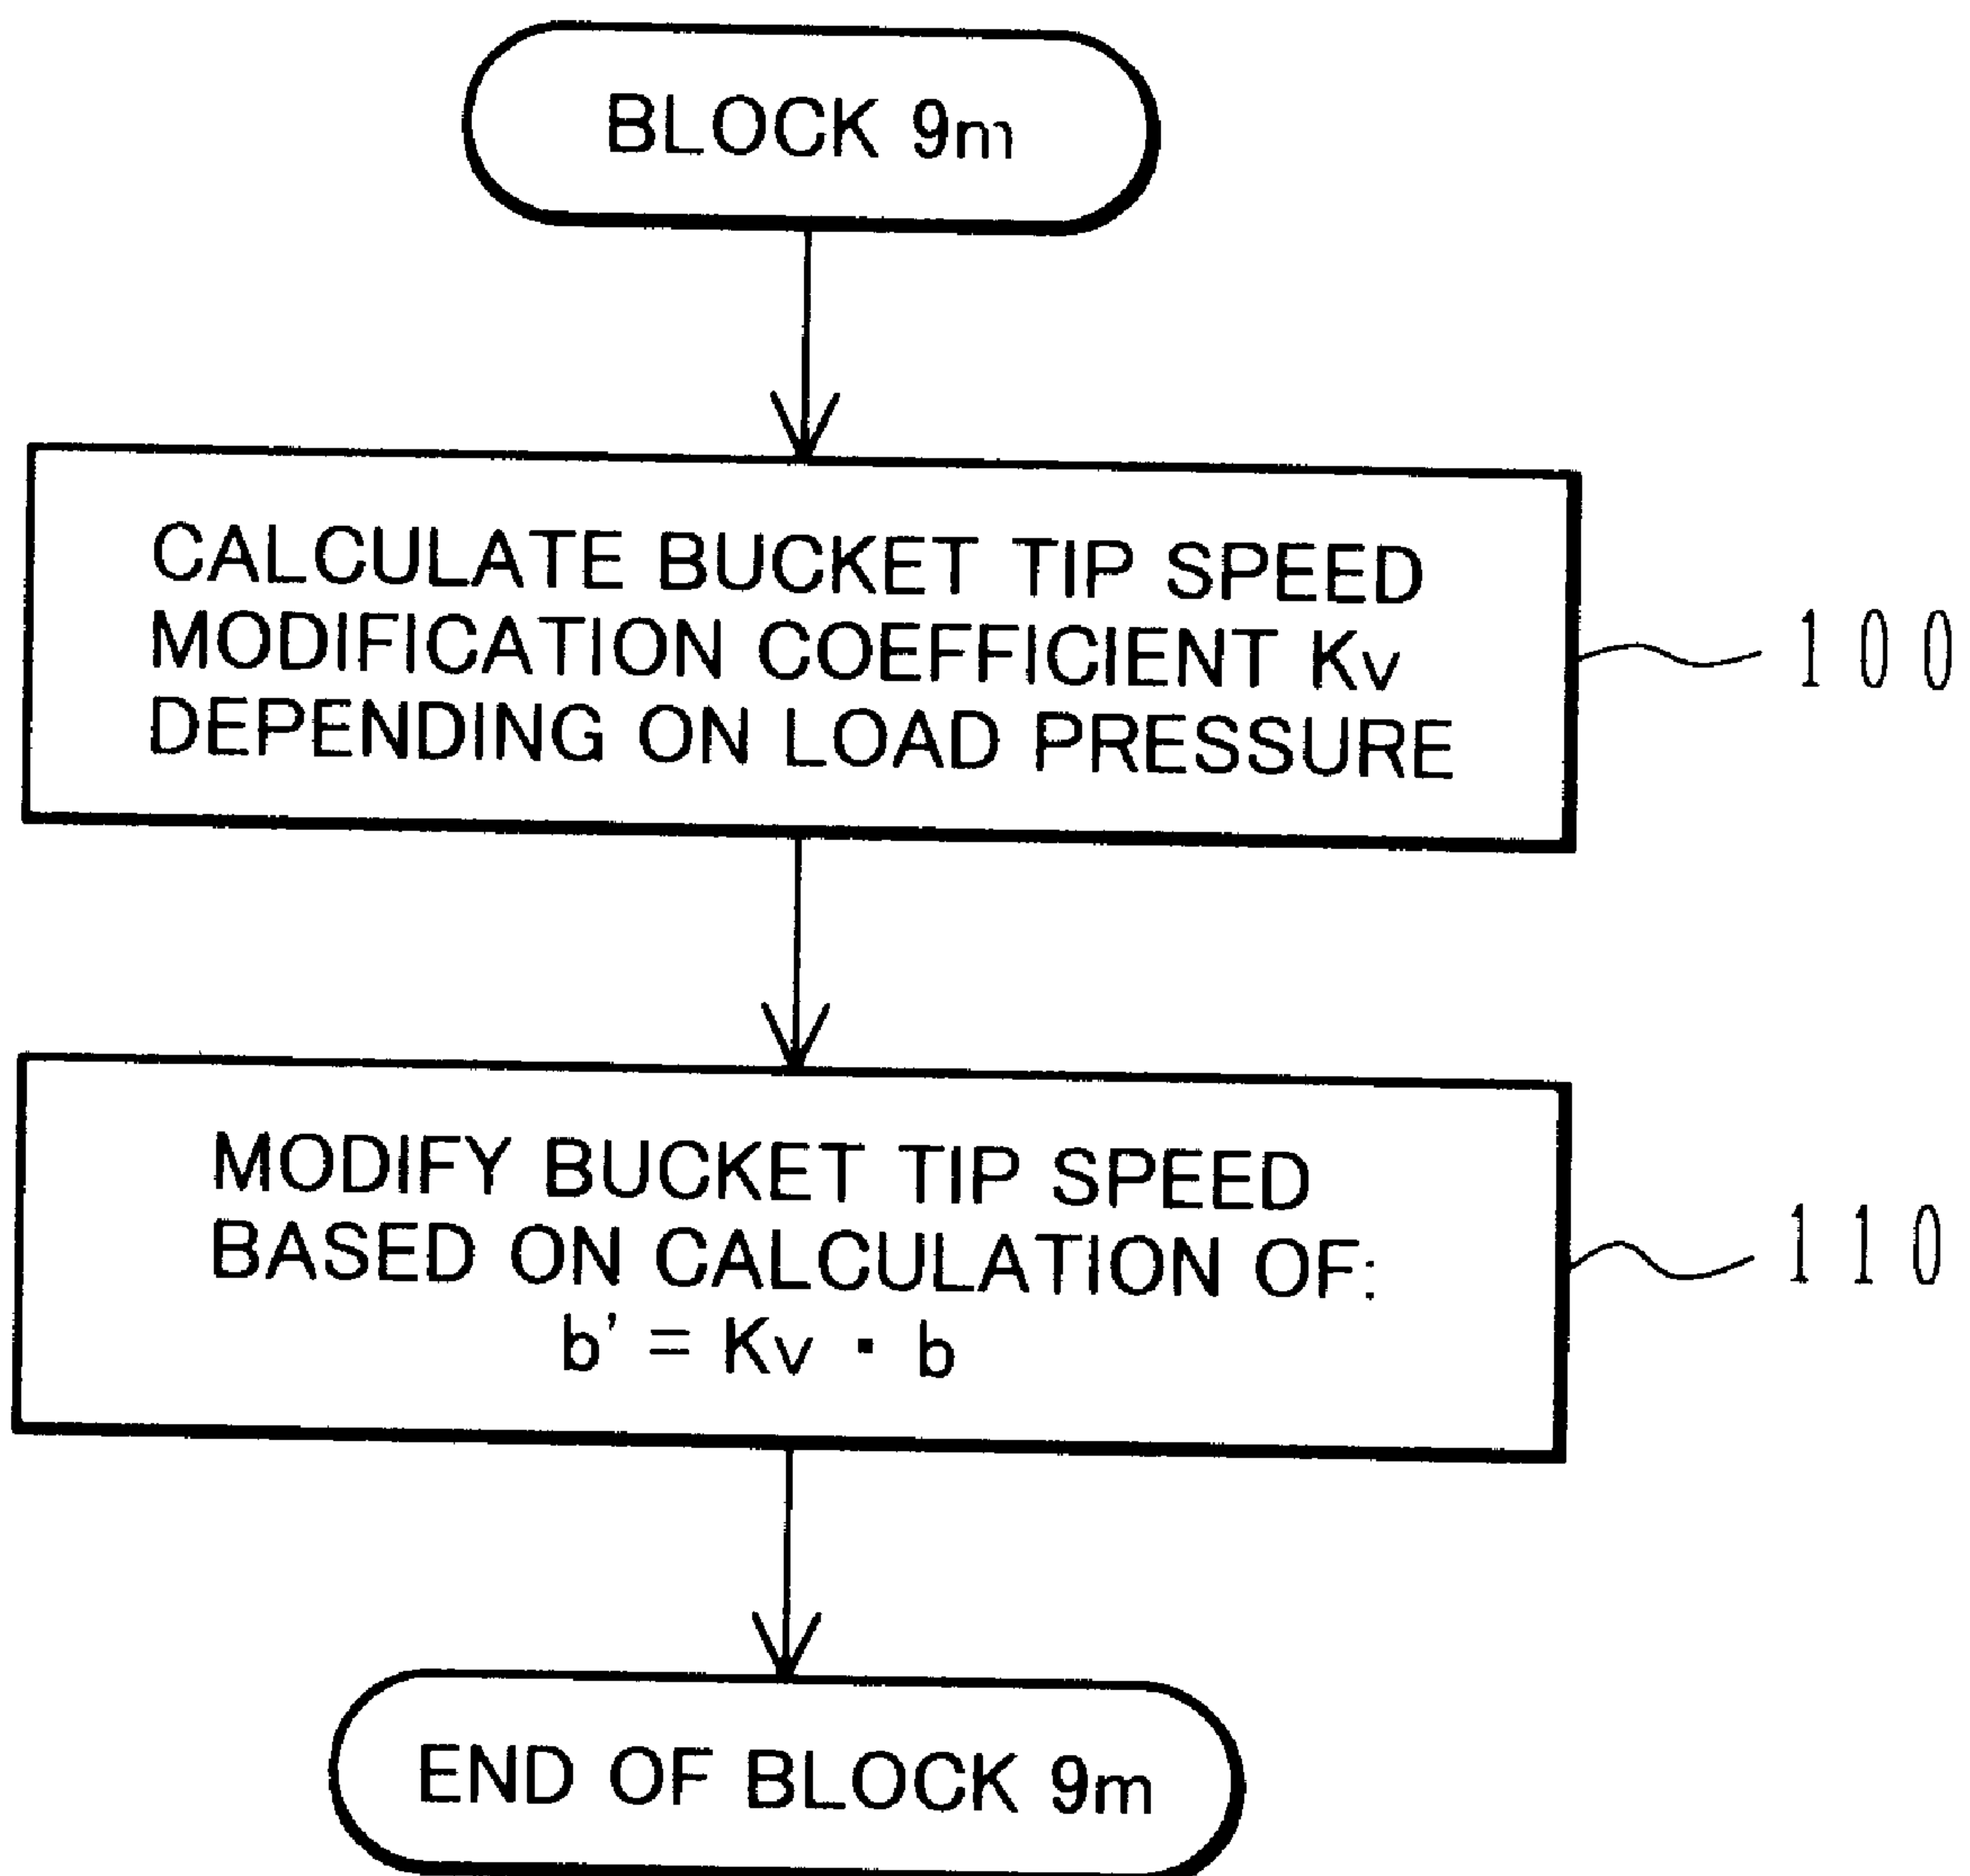 BLOCK 9m
CALCULATE BUCKET TIP SPEED
MODIFICATION COEFFICIENT Kv
DEPENDING ON LOAD PRESSURE
100
MODIFY BUCKET TIP SPEED
BASED ON CALCULATION OF:
b' = Kv · b
110
END OF BLOCK 9m